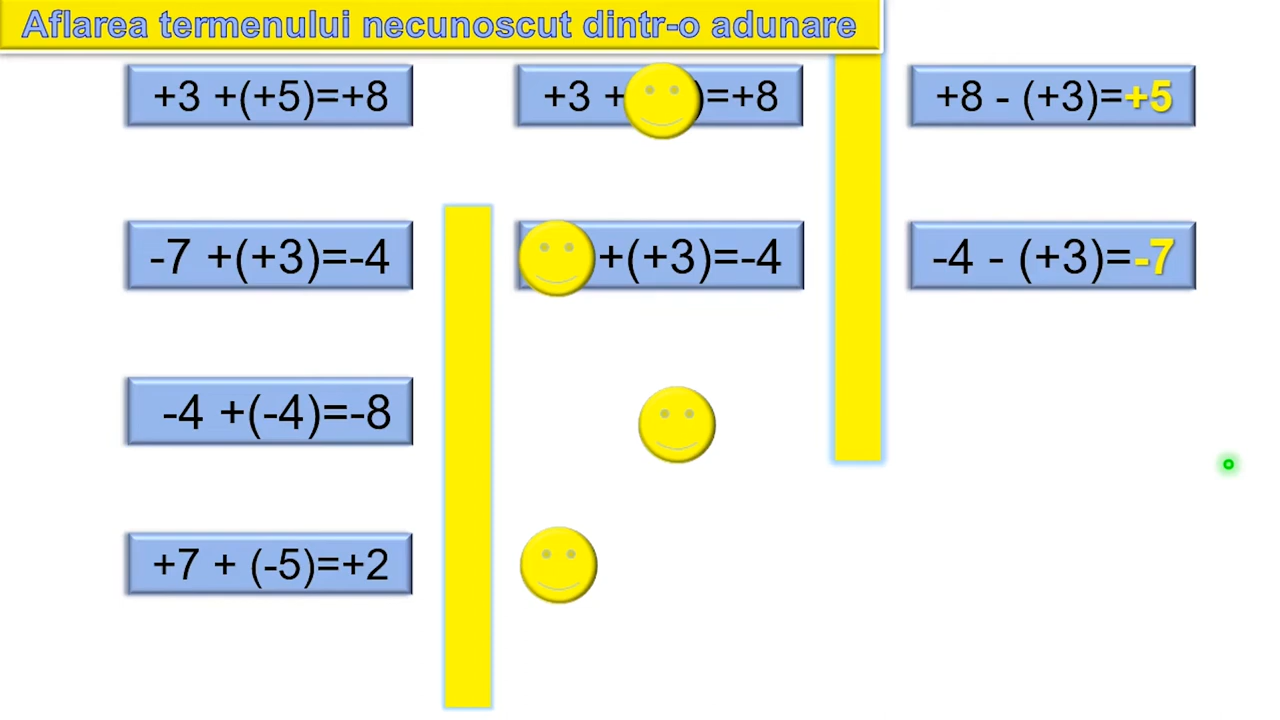 Aflarea termenului necunoscut dintr-o adunare
+3 +(+5)=+8
+3 + )=+8
+8 - (+3)=+5
-7 +(+3)=-4
+(+3)=-4
-4 - (+3)=-7
-4 +(-4)=-8
+7 + (-5)=+2